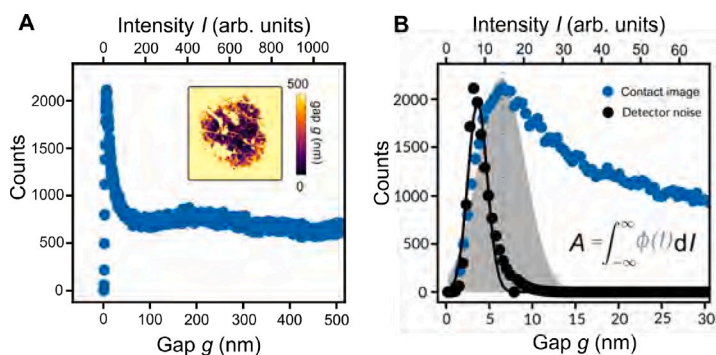 A
Intensity I (arb. units)
0 200 400 600 800 1000
Counts
2000
1500
1000
500
0
500
gap g (nm)
0
0 100 200 300 400 500
Gap g (nm)
B
Intensity I (arb. units)
0 10 20 30 40 50 60
Counts
2000
1500
1000
500
0
Contact image
Detector noise
A = ∫_{-∞}^{∞} ϕ(I)dI
0 5 10 15 20 25 30
Gap g (nm)